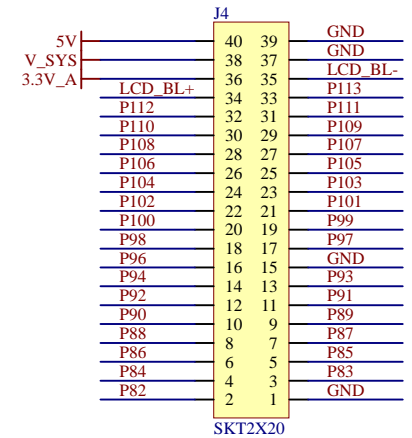 J4
5V 40 39 GND
V_SYS 38 37 GND
3.3V_A 36 35 LCD_BL-
LCD_BL+ 34 33 P113
P112 32 31 P111
P110 30 29 P109
P108 28 27 P107
P106 26 25 P105
P104 24 23 P103
P102 22 21 P101
P100 20 19 P99
P98 18 17 P97
P96 16 15 GND
P94 14 13 P93
P92 12 11 P91
P90 10 9 P89
P88 8 7 P87
P86 6 5 P85
P84 4 3 P83
P82 2 1 GND
SKT2X20